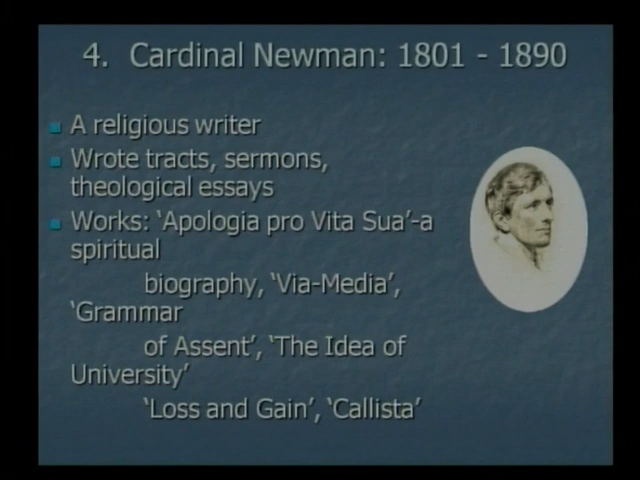 4. Cardinal Newman: 1801 - 1890
A religious writer
Wrote tracts, sermons,
theological essays
Works: ‘Apologia pro Vita Sua’-a
spiritual
biography, ‘Via-Media’,
‘Grammar
of Assent’, ‘The Idea of
University’
‘Loss and Gain’, ‘Callista’